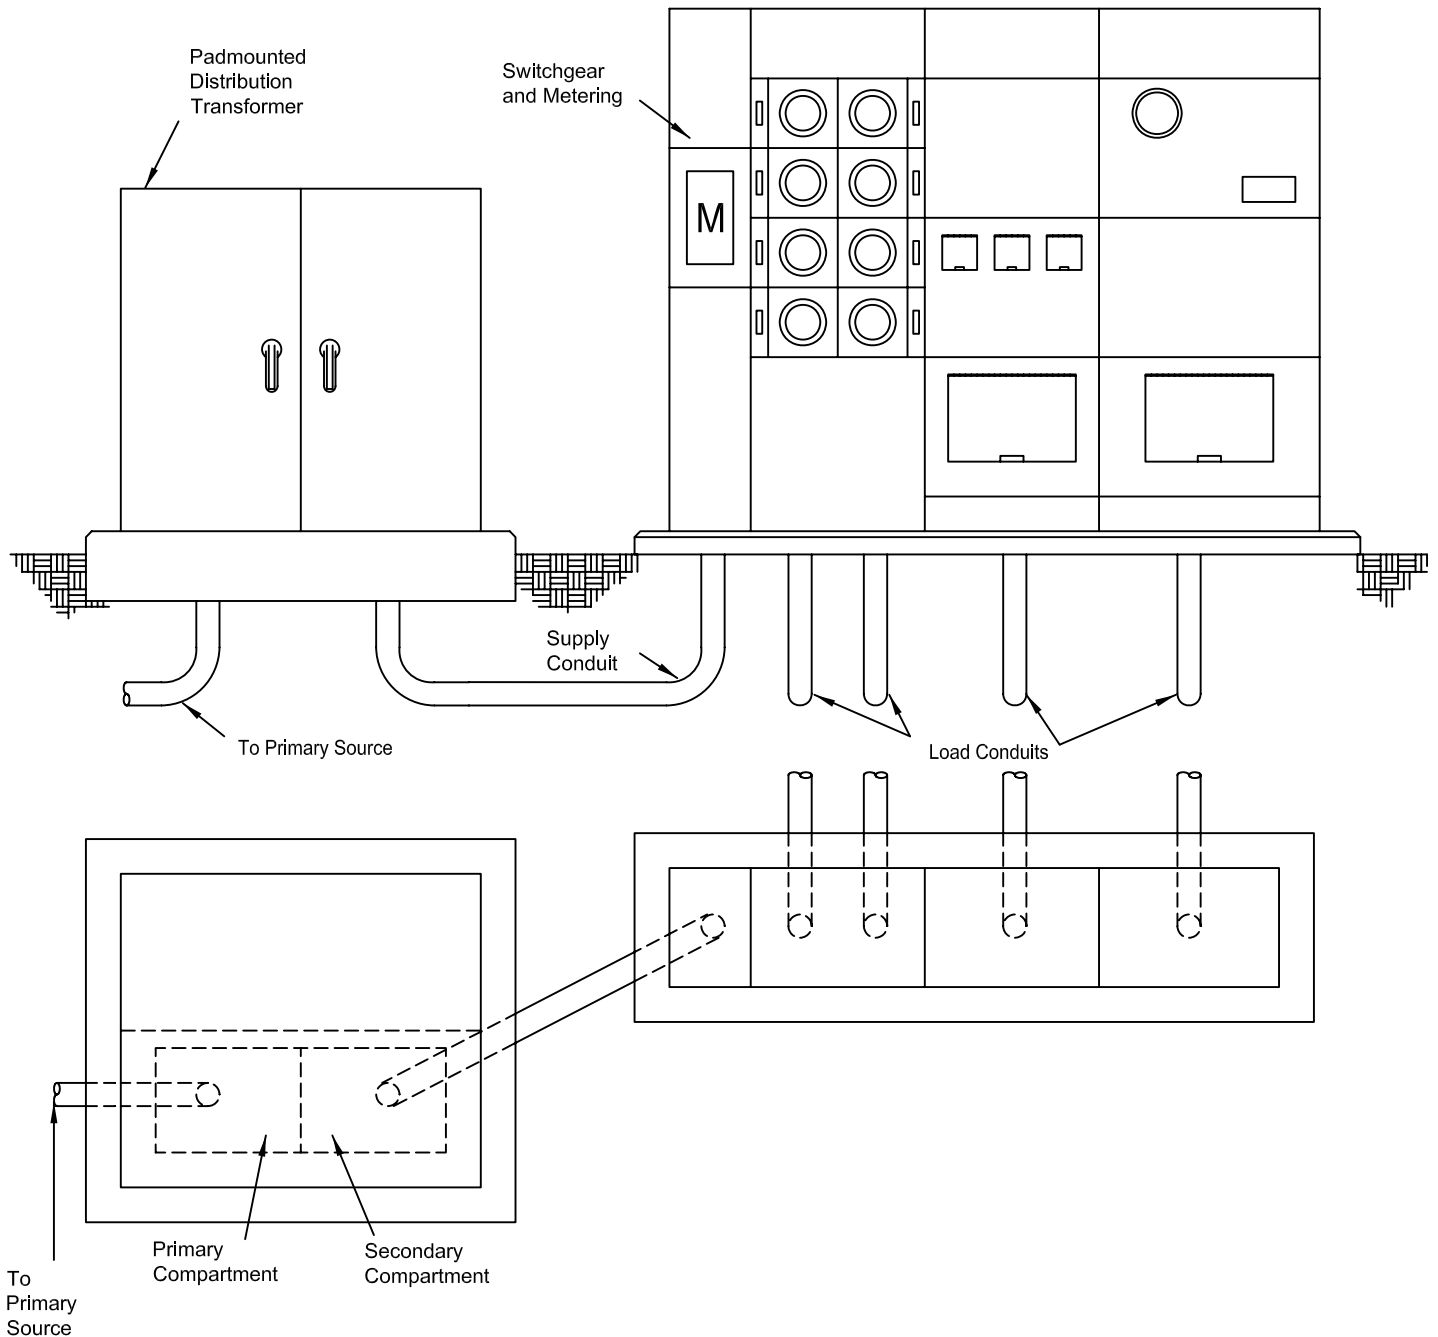 Padmounted
Distribution
Transformer
Switchgear
and Metering
M
Supply
Conduit
To Primary Source
Load Conduits
Primary
Compartment
Secondary
Compartment
To
Primary
Source